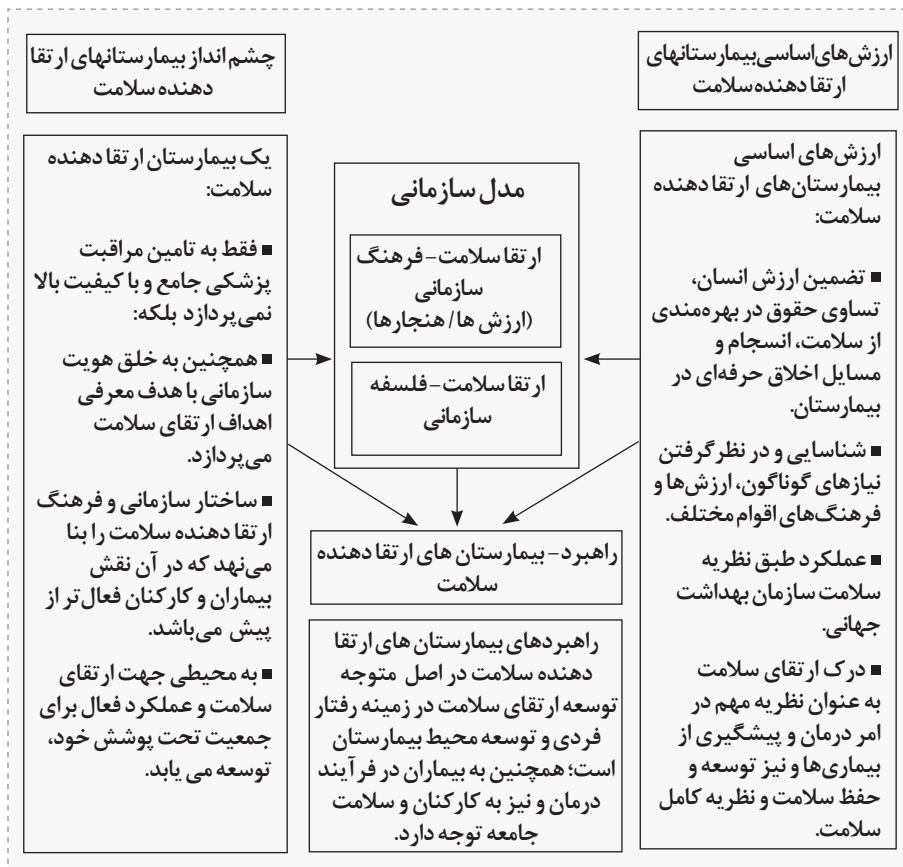 ارزش‌های اساسی بیمارستانهای
ارتقا دهنده سلامت
ارزش‌های اساسی
بیمارستان‌های ارتقا دهنده
سلامت:
■ تضمین ارزش انسان،
تساوی حقوق در بهره‌مندی
از سلامت، انسجام و
مسایل اخلاق حرفه‌ای در
بیمارستان.
■ شناسایی و در نظر گرفتن
نیازهای گوناگون، ارزش‌ها و
فرهنگ‌های اقوام مختلف.
■ عملکرد طبق نظریه
سلامت سازمان بهداشت
جهانی.
■ درک ارتقای سلامت
به عنوان نظریه مهم در
امر درمان و پیشگیری از
بیماری‌ها و نیز توسعه و
حفظ سلامت و نظریه کامل
سلامت.
مدل سازمانی
ارتقا سلامت – فرهنگ
سازمانی
(ارزش ها / هنجارها)
ارتقا سلامت – فلسفه
سازمانی
راهبرد – بیمارستان های ارتقا دهنده
سلامت
راهبردهای بیمارستان های ارتقا
دهنده سلامت در اصل متوجه
توسعه ارتقای سلامت در زمینه رفتار
فردی و توسعه محیط بیمارستان
است؛ همچنین به بیماران در فرآیند
درمان و نیز به کارکنان و سلامت
جامعه توجه دارد.
چشم انداز بیمارستانهای ارتقا
دهنده سلامت
یک بیمارستان ارتقا دهنده
سلامت:
■ فقط به تامین مراقبت
پزشکی جامع و با کیفیت بالا
نمی‌پردازد بلکه:
■ همچنین به خلق هویت
سازمانی با هدف معرفی
اهداف ارتقای سلامت
می‌پردازد.
■ ساختار سازمانی و فرهنگ
ارتقا دهنده سلامت را بنا
می‌نهد که در آن نقش
بیماران و کارکنان فعال‌تر از
پیش می‌باشد.
■ به محیطی جهت ارتقای
سلامت و عملکرد فعال برای
جمعیت تحت پوشش خود،
توسعه می یابد.